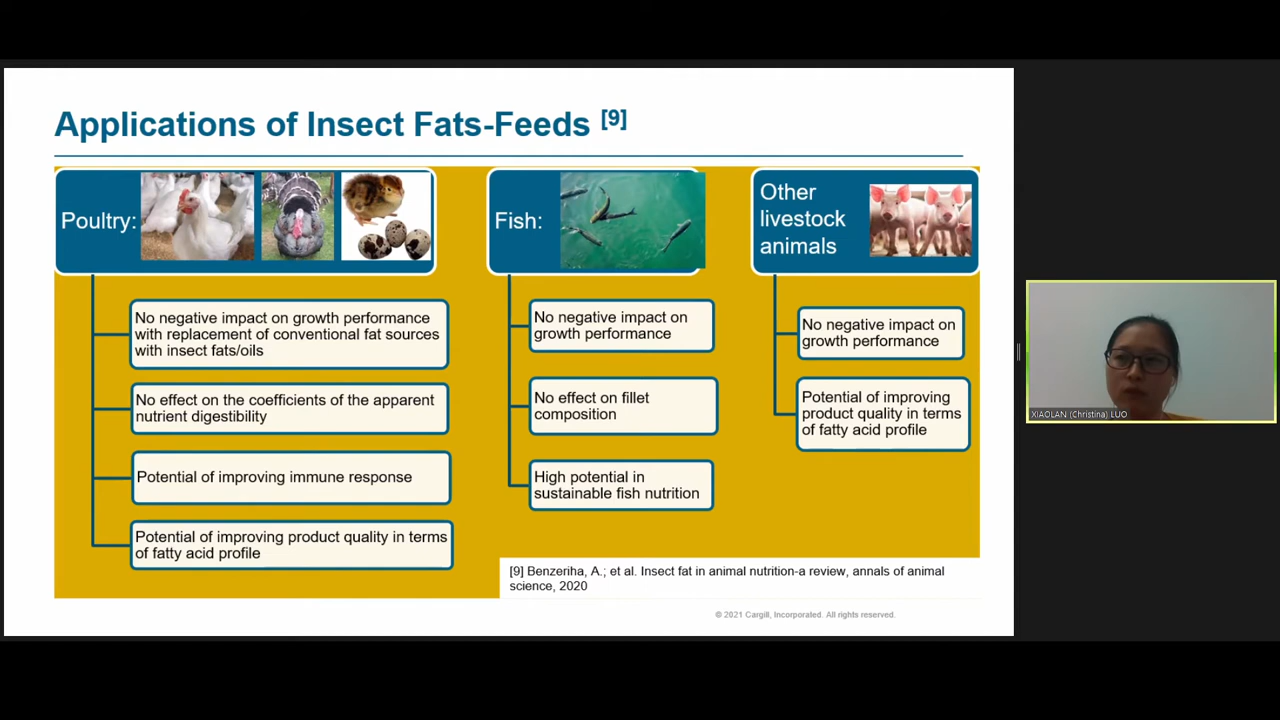 Applications of Insect Fats-Feeds [9]
Poultry:
No negative impact on growth performance
with replacement of conventional fat sources
with insect fats/oils
No effect on the coefficients of the apparent
nutrient digestibility
Potential of improving immune response
Potential of improving product quality in terms
of fatty acid profile
Fish:
No negative impact on
growth performance
No effect on fillet
composition
High potential in
sustainable fish nutrition
Other
livestock
animals
No negative impact on
growth performance
Potential of improving
product quality in terms
of fatty acid profile
[9] Benzeriha, A.; et al. Insect fat in animal nutrition-a review, annals of animal
science, 2020
© 2021 Cargill, Incorporated. All rights reserved.
XIAOLAN (Christina) LUO